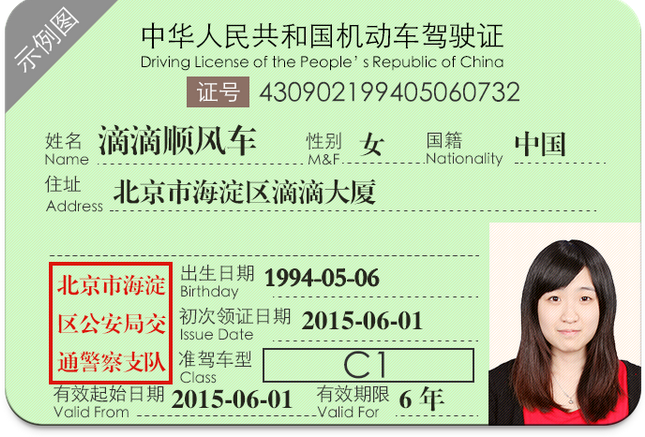 示例图
中华人民共和国机动车驾驶证
Driving License of the People's Republic of China
证号 430902199405060732
姓名 Name 滴滴顺风车 性别 M&F 女 国籍 Nationality 中国
住址 Address 北京市海淀区滴滴大厦
北京市海淀
区公安局交
通警察支队
出生日期 Birthday 1994-05-06
初次领证日期 Issue Date 2015-06-01
准驾车型 Class C1
有效起始日期 Valid From 2015-06-01 有效期限 Valid For 6 年